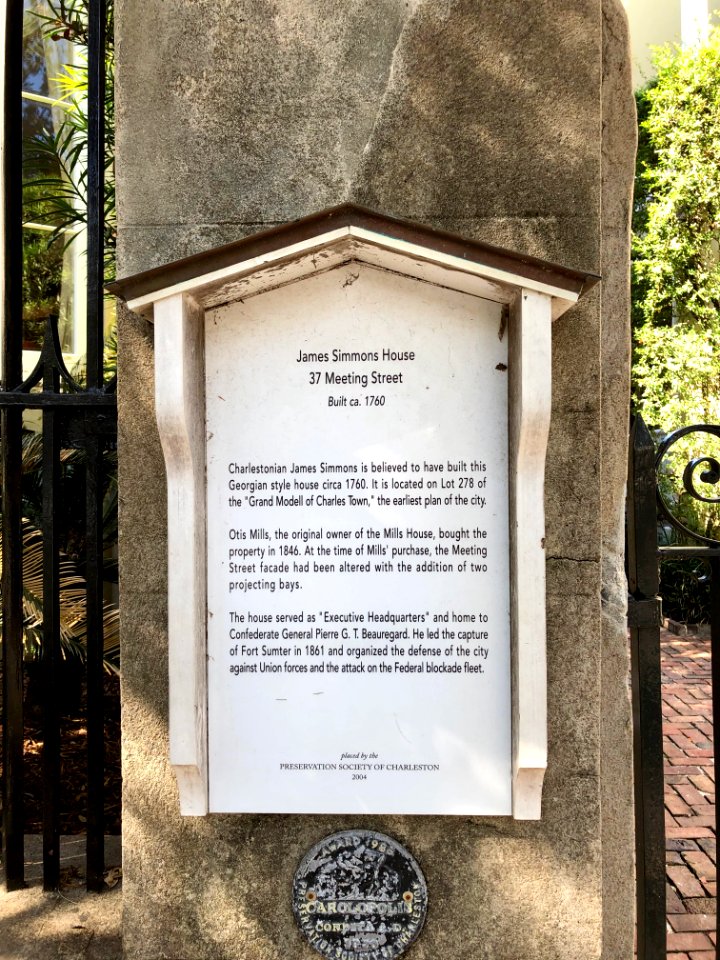 James Simmons House
37 Meeting Street
Built ca. 1760
Charlestonian James Simmons is believed to have built this
Georgian style house circa 1760. It is located on Lot 278 of
the "Grand Modell of Charles Town," the earliest plan of the city.
Otis Mills, the original owner of the Mills House, bought the
property in 1846. At the time of Mills' purchase, the Meeting
Street facade had been altered with the addition of two
projecting bays.
The house served as "Executive Headquarters" and home to
Confederate General Pierre G. T. Beauregard. He led the capture
of Fort Sumter in 1861 and organized the defense of the city
against Union forces and the attack on the Federal blockade fleet.
placed by the
PRESERVATION SOCIETY OF CHARLESTON
2004
CAROLOPOLIS
CONDITA A.D.